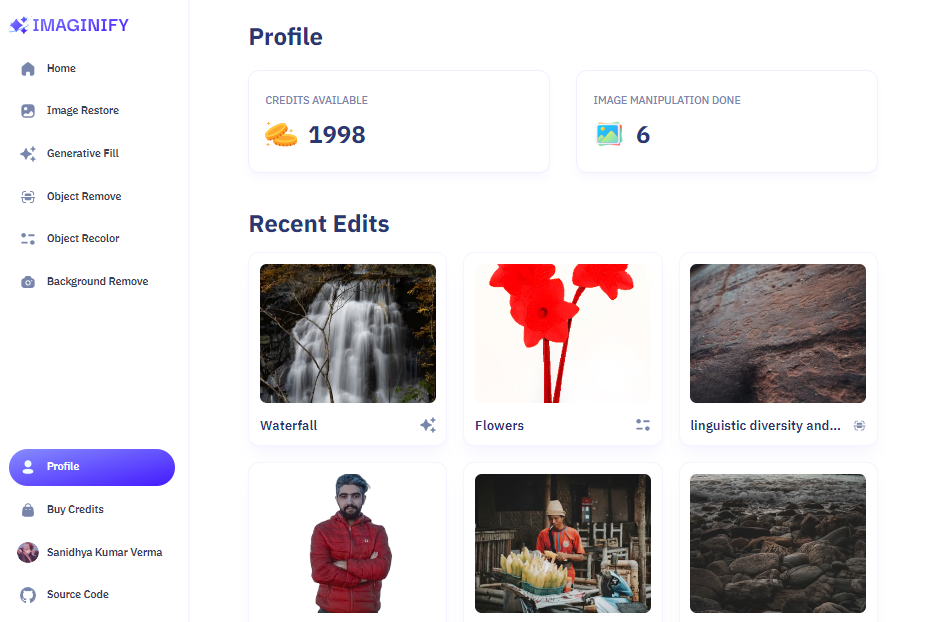 IMAGINIFY
Home
Image Restore
Generative Fill
Object Remove
Object Recolor
Background Remove
Profile
Buy Credits
Sanidhya Kumar Verma
Source Code
Profile
CREDITS AVAILABLE
1998
IMAGE MANIPULATION DONE
6
Recent Edits
Waterfall
Flowers
linguistic diversity and...